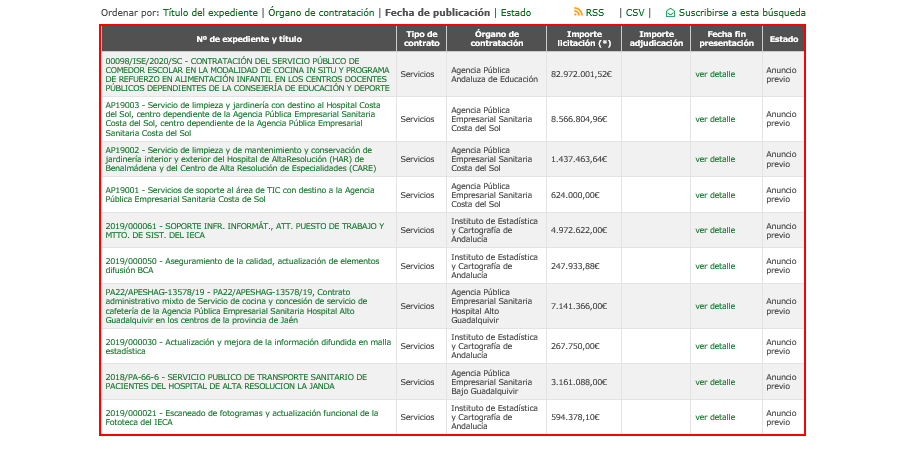 Ordenar por: Título del expediente | Órgano de contratación | Fecha de publicación | Estado RSS | CSV | Suscribirse a esta búsqueda
Nº de expediente y título
Tipo de
contrato
Órgano de
contratación
Importe
licitación (*)
Importe
adjudicación
Fecha fin
presentación
Estado
00098/ISE/2020/SC - CONTRATACIÓN DEL SERVICIO PÚBLICO DE
COMEDOR ESCOLAR EN LA MODALIDAD DE COCINA IN SITU Y PROGRAMA
DE REFUERZO EN ALIMENTACIÓN INFANTIL EN LOS CENTROS DOCENTES
PÚBLICOS DEPENDIENTES DE LA CONSEJERÍA DE EDUCACIÓN Y DEPORTE
Servicios
Agencia Pública
Andaluza de Educación
82.972.001,52€
ver detalle
Anuncio
previo
AP19003 - Servicio de limpieza y jardinería con destino al Hospital Costa
del Sol, centro dependiente de la Agencia Pública Empresarial Sanitaria
Costa del Sol, centro dependiente de la Agencia Pública Empresarial
Sanitaria Costa del Sol
Servicios
Agencia Pública
Empresarial Sanitaria
Costa del Sol
8.566.804,96€
ver detalle
Anuncio
previo
AP19002 - Servicio de limpieza y de mantenimiento y conservación de
jardinería interior y exterior del Hospital de AltaResolución (HAR) de
Benalmádena y del Centro de Alta Resolución de Especialidades (CARE)
Servicios
Agencia Pública
Empresarial Sanitaria
Costa del Sol
1.437.463,64€
ver detalle
Anuncio
previo
AP19001 - Servicios de soporte al área de TIC con destino a la Agencia
Pública Empresarial Sanitaria Costa de Sol
Servicios
Agencia Pública
Empresarial Sanitaria
Costa del Sol
624.000,00€
ver detalle
Anuncio
previo
2019/000061 - SOPORTE INFR. INFORMÁT., ATT. PUESTO DE TRABAJO Y
MTTO. DE SIST. DEL IECA
Servicios
Instituto de Estadística
y Cartografía de
Andalucía
4.972.622,00€
ver detalle
Anuncio
previo
2019/000050 - Aseguramiento de la calidad, actualización de elementos
difusión BCA
Servicios
Instituto de Estadística
y Cartografía de
Andalucía
247.933,88€
ver detalle
Anuncio
previo
PA22/APESHAG-13578/19 - PA22/APESHAG-13578/19, Contrato
administrativo mixto de Servicio de cocina y concesión de servicio de
cafetería de la Agencia Pública Empresarial Sanitaria Hospital Alto
Guadalquivir en los centros de la provincia de Jaén
Servicios
Agencia Pública
Empresarial Sanitaria
Hospital Alto
Guadalquivir
7.141.366,00€
ver detalle
Anuncio
previo
2019/000030 - Actualización y mejora de la información difundida en malla
estadística
Servicios
Instituto de Estadística
y Cartografía de
Andalucía
267.750,00€
ver detalle
Anuncio
previo
2018/PA-66-6 - SERVICIO PUBLICO DE TRANSPORTE SANITARIO DE
PACIENTES DEL HOSPITAL DE ALTA RESOLUCION LA JANDA
Servicios
Agencia Pública
Empresarial Sanitaria
Bajo Guadalquivir
3.161.088,00€
ver detalle
Anuncio
previo
2019/000021 - Escaneado de fotogramas y actualización funcional de la
Fototeca del IECA
Servicios
Instituto de Estadística
y Cartografía de
Andalucía
594.378,10€
ver detalle
Anuncio
previo